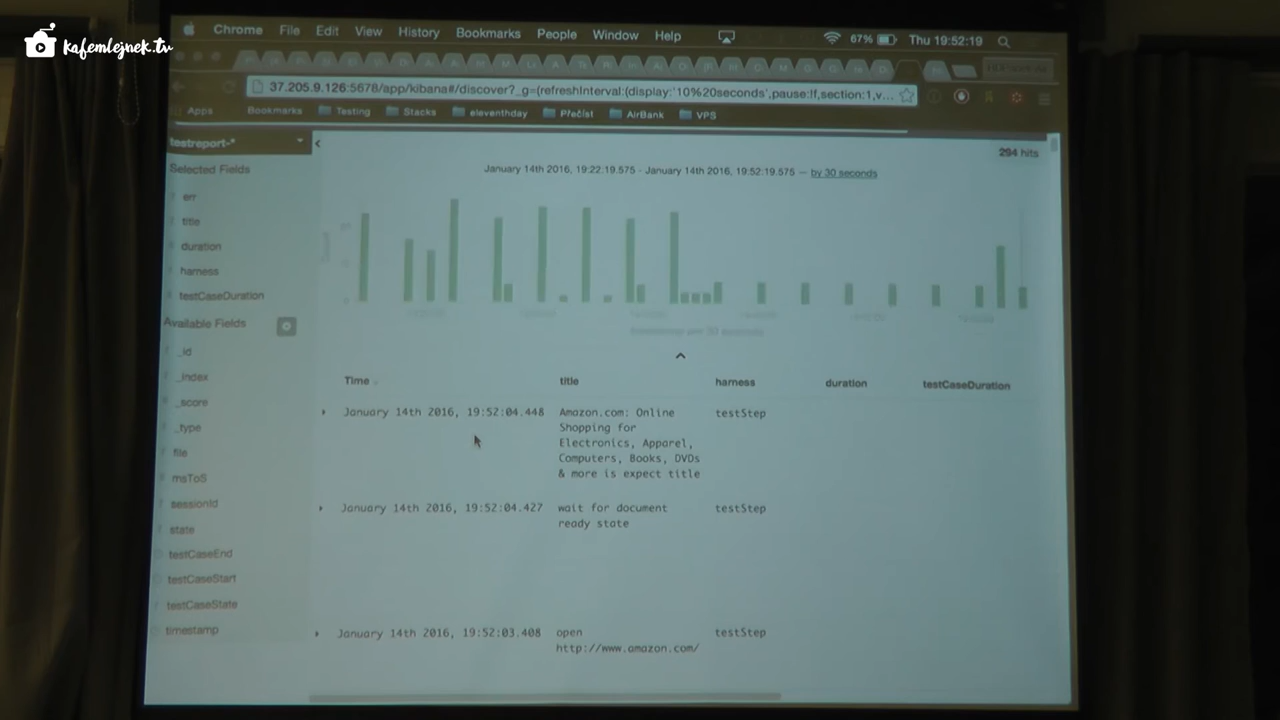 kafemlejnek.tv
Chrome File Edit View History Bookmarks People Window Help 67% Thu 19:52:19
37.205.9.126:5678/app/kibana#/discover?_g=(refreshInterval:(display:'10%20seconds',pause:!f,section:1,v...
Apps Bookmarks Testing Stacks eleventhday Přečíst AirBank VPS
testreport-*
294 hits
Selected Fields
January 14th 2016, 19:22:19.575 - January 14th 2016, 19:52:19.575 — by 30 seconds
err
title
duration
harness
testCaseDuration
Available Fields
_id
_index
_score
_type
file
msToS
sessionId
state
testCaseEnd
testCaseStart
testCaseState
timestamp
Time title harness duration testCaseDuration
January 14th 2016, 19:52:04.448 Amazon.com: Online testStep
Shopping for
Electronics, Apparel,
Computers, Books, DVDs
& more is expect title
January 14th 2016, 19:52:04.427 wait for document testStep
ready state
January 14th 2016, 19:52:03.408 open testStep
http://www.amazon.com/